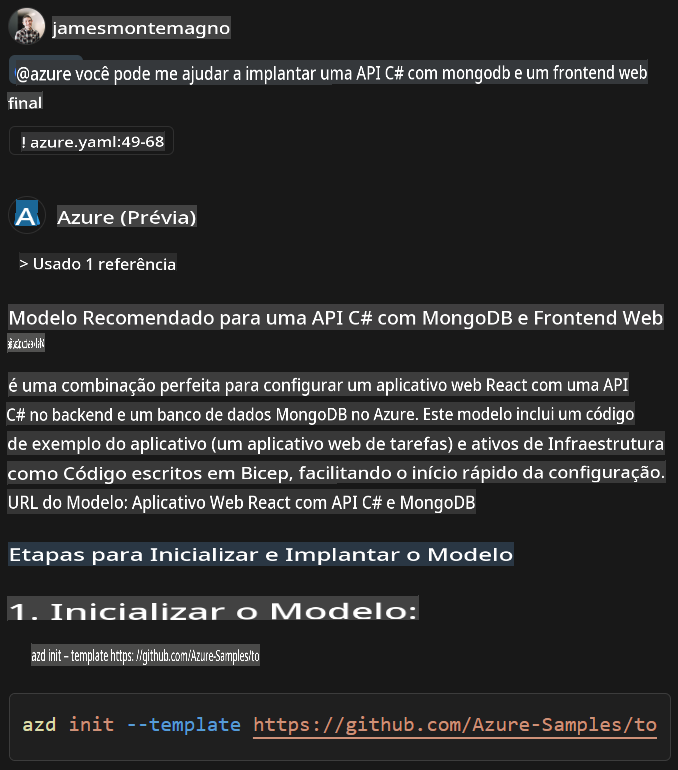 jamesmontemagno
@azure você pode me ajudar a implantar uma API C# com mongodb e um frontend web
final
! azure.yaml:49-68
A
Azure (Prévia)
> Usado 1 referência
Modelo Recomendado para uma API C# com MongoDB e Frontend Web
é uma combinação perfeita para configurar um aplicativo web React com uma API
C# no backend e um banco de dados MongoDB no Azure. Este modelo inclui um código
de exemplo do aplicativo (um aplicativo web de tarefas) e ativos de Infraestrutura
como Código escritos em Bicep, facilitando o início rápido da configuração.
URL do Modelo: Aplicativo Web React com API C# e MongoDB
Etapas para Inicializar e Implantar o Modelo
1. Inicializar o Modelo:
azd init – template https: //github.com/Azure-Samples/to
azd init --template https://github.com/Azure-Samples/to